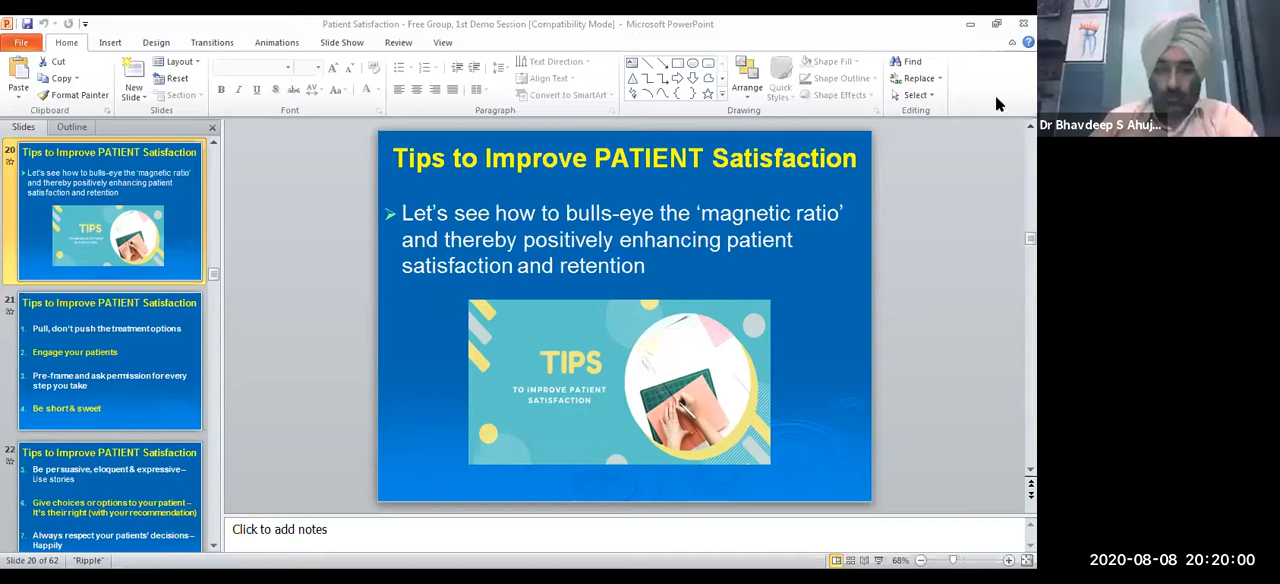 Patient Satisfaction - Free Group, 1st Demo Session [Compatibility Mode] - Microsoft PowerPoint
File Home Insert Design Transitions Animations Slide Show Review View
Cut
Copy
Format Painter
Paste
Clipboard
New Slide
Layout
Reset
Section
Slides
B I U S abc AV Aa A
Font
Text Direction
Align Text
Convert to SmartArt
Paragraph
Arrange
Quick Styles
Shape Fill
Shape Outline
Shape Effects
Drawing
Find
Replace
Select
Editing
Dr Bhavdeep S Ahuj...
Slides Outline
20
Tips to Improve PATIENT Satisfaction
Let's see how to bulls-eye the 'magnetic ratio'
and thereby positively enhancing patient
satisfaction and retention
TIPS
21
Tips to Improve PATIENT Satisfaction
1. Pull, don't push the treatment options
2. Engage your patients
3. Pre-frame and ask permission for every
step you take
4. Be short & sweet
22
Tips to Improve PATIENT Satisfaction
5. Be persuasive, eloquent & expressive –
Use stories
6. Give choices or options to your patient –
It's their right (with your recommendation)
7. Always respect your patients' decisions –
Happily
Tips to Improve PATIENT Satisfaction
Let's see how to bulls-eye the 'magnetic ratio'
and thereby positively enhancing patient
satisfaction and retention
TIPS
TO IMPROVE PATIENT
SATISFACTION
Click to add notes
Slide 20 of 62 "Ripple" 68%
2020-08-08 20:20:00